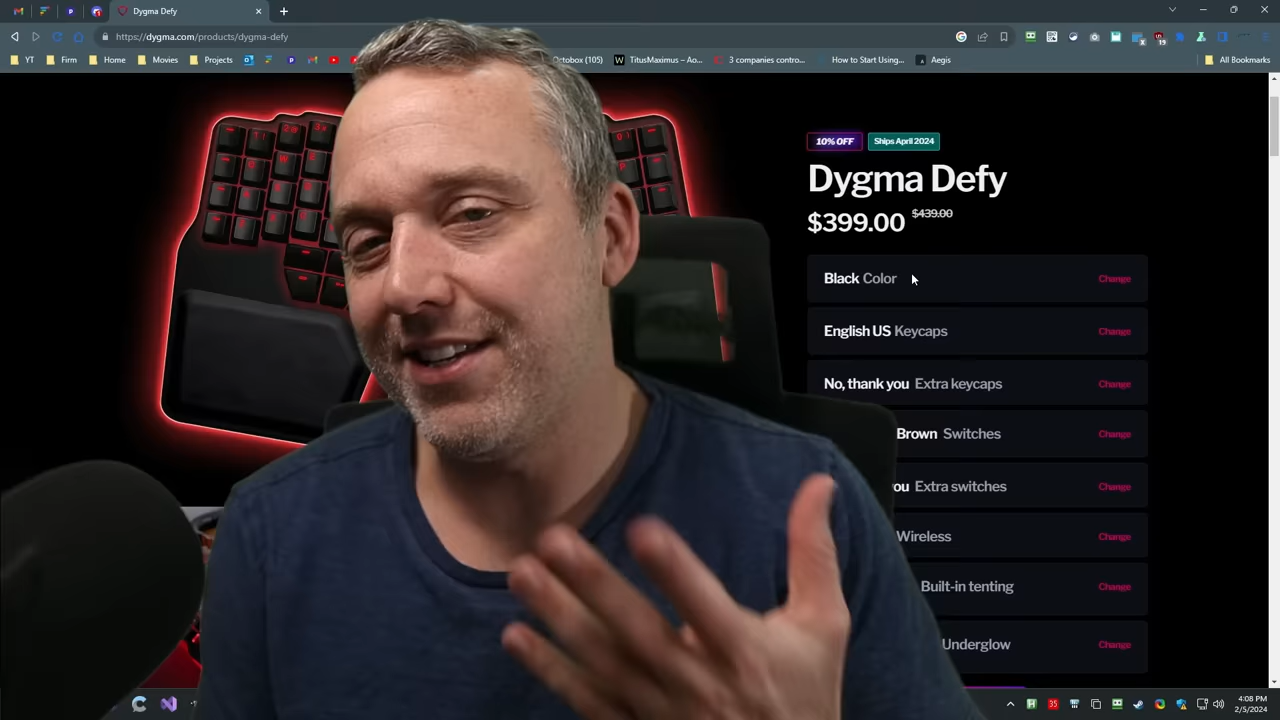 Dygma Defy
https://dygma.com/products/dygma-defy
YT
Firm
Home
Movies
Projects
Octobox (105)
TitusMaximus – Ao...
3 companies contro...
How to Start Using...
Aegis
All Bookmarks
10% OFF
Ships April 2024
Dygma Defy
$399.00 $439.00
Black Color
Change
English US Keycaps
Change
No, thank you Extra keycaps
Change
Brown Switches
Change
ou Extra switches
Change
Wireless
Change
Built-in tenting
Change
Underglow
Change
4:08 PM
2/5/2024